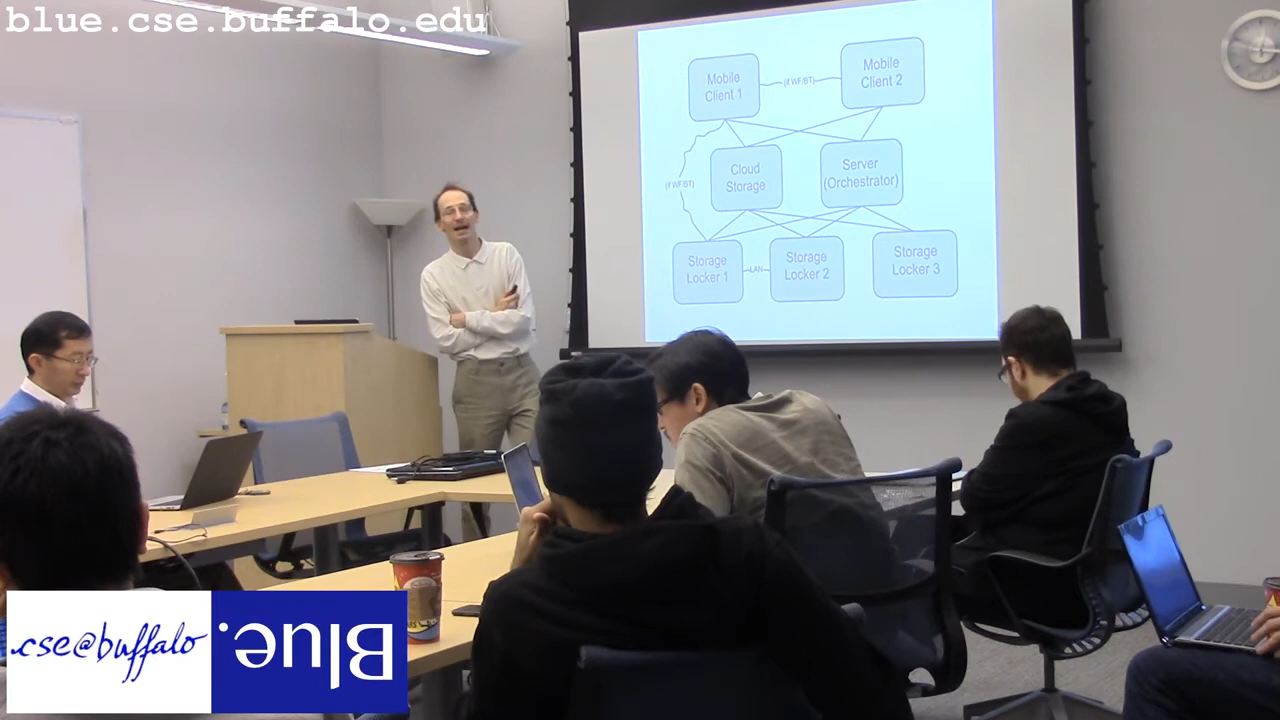 blue.cse.buffalo.edu
Mobile
Client 1
(if WF/BT)
Mobile
Client 2
(if WF/BT)
Cloud
Storage
Server
(Orchestrator)
Storage
Locker 1
LAN
Storage
Locker 2
Storage
Locker 3
.cse@buffalo
Blue.